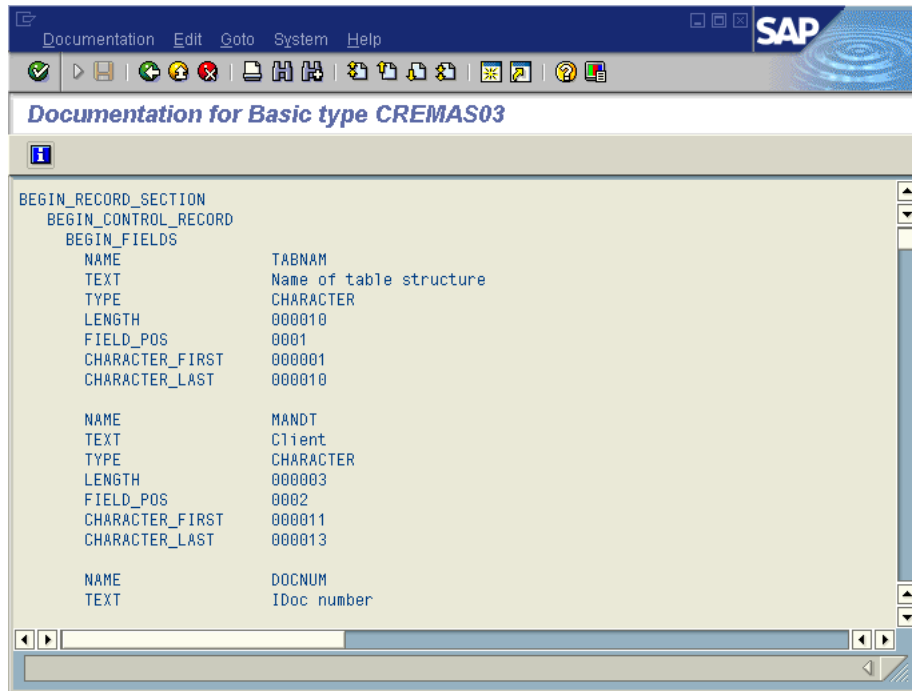 SAP
Documentation Edit Goto System Help
Documentation for Basic type CREMAS03
BEGIN_RECORD_SECTION
BEGIN_CONTROL_RECORD
BEGIN_FIELDS
NAME TABNAM
TEXT Name of table structure
TYPE CHARACTER
LENGTH 000010
FIELD_POS 0001
CHARACTER_FIRST 000001
CHARACTER_LAST 000010
NAME MANDT
TEXT Client
TYPE CHARACTER
LENGTH 000003
FIELD_POS 0002
CHARACTER_FIRST 000011
CHARACTER_LAST 000013
NAME DOCNUM
TEXT IDoc number